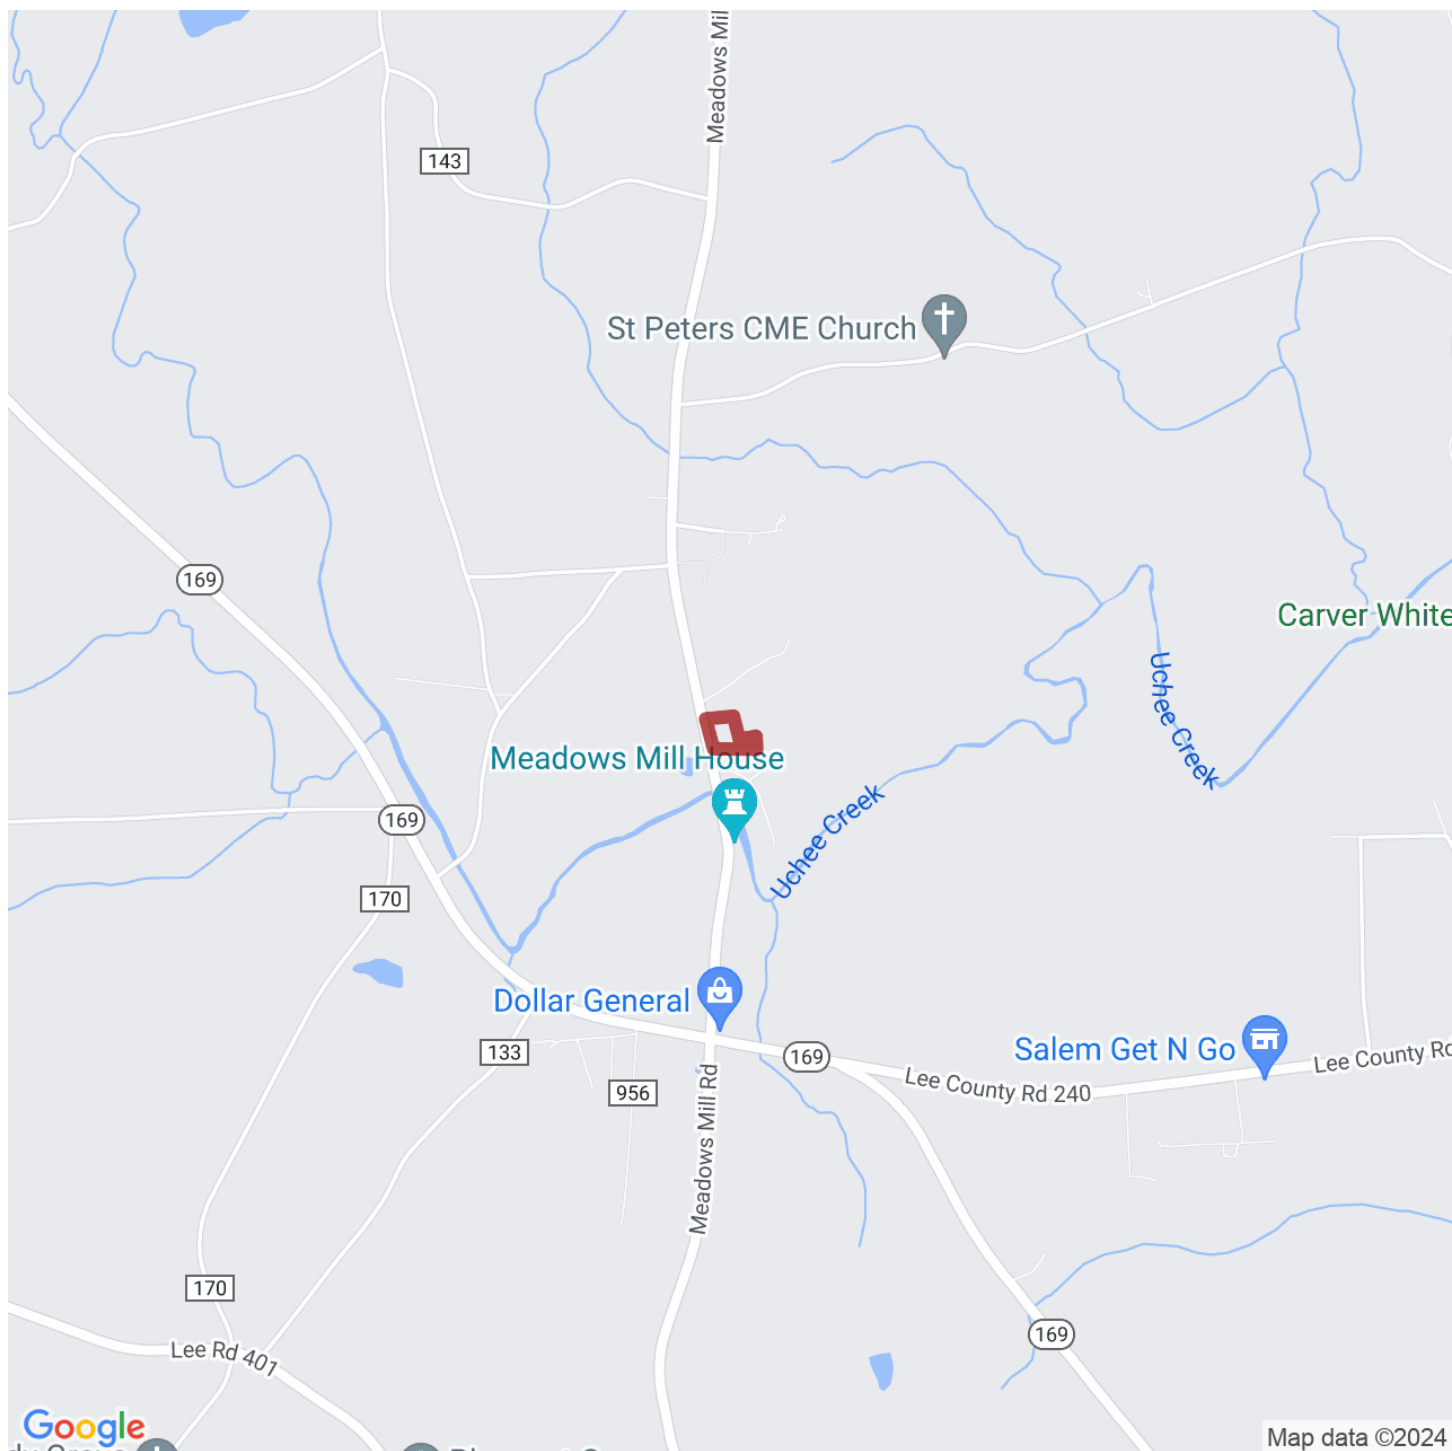 Meadows Mil
143
St Peters CME Church
169
Carver White
Uchee Creek
Meadows Mill House
Uchee Creek
169
170
Dollar General
133
169
Salem Get N Go
Lee County Rd
Lee County Rd 240
956
Meadows Mill Rd
170
169
Lee Rd 401
Google
Map data ©2024